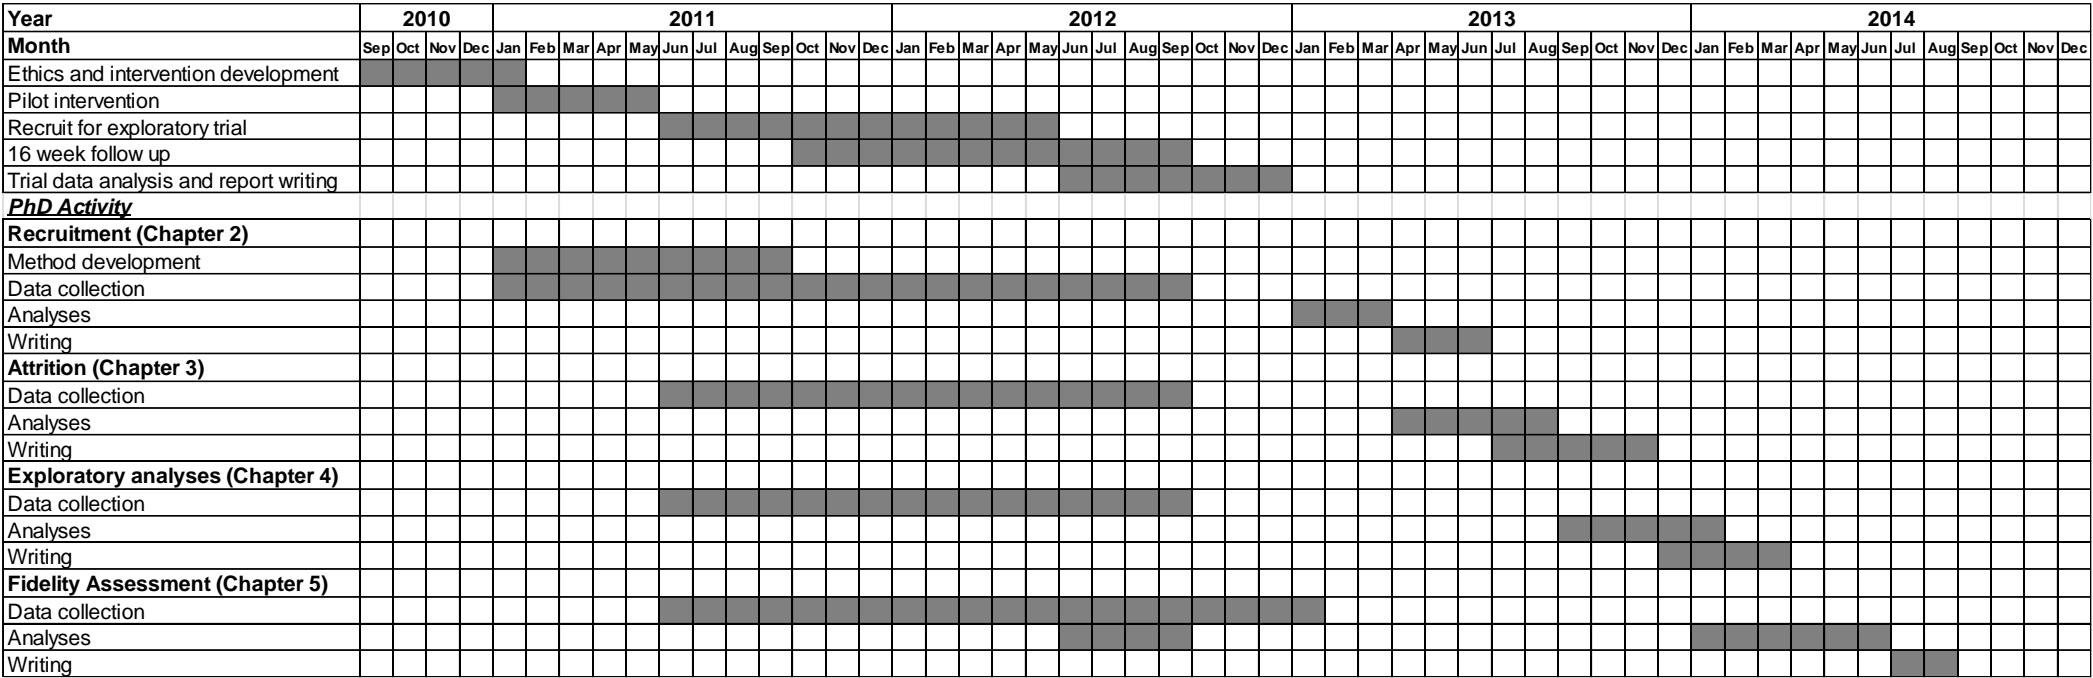 Year 2010 2011 2012 2013 2014
Month Sep Oct Nov Dec Jan Feb Mar Apr May Jun Jul Aug Sep Oct Nov Dec Jan Feb Mar Apr May Jun Jul Aug Sep Oct Nov Dec Jan Feb Mar Apr May Jun Jul Aug Sep Oct Nov Dec Jan Feb Mar Apr May Jun Jul Aug Sep Oct Nov Dec
Ethics and intervention development
Pilot intervention
Recruit for exploratory trial
16 week follow up
Trial data analysis and report writing
PhD Activity
Recruitment (Chapter 2)
Method development
Data collection
Analyses
Writing
Attrition (Chapter 3)
Data collection
Analyses
Writing
Exploratory analyses (Chapter 4)
Data collection
Analyses
Writing
Fidelity Assessment (Chapter 5)
Data collection
Analyses
Writing